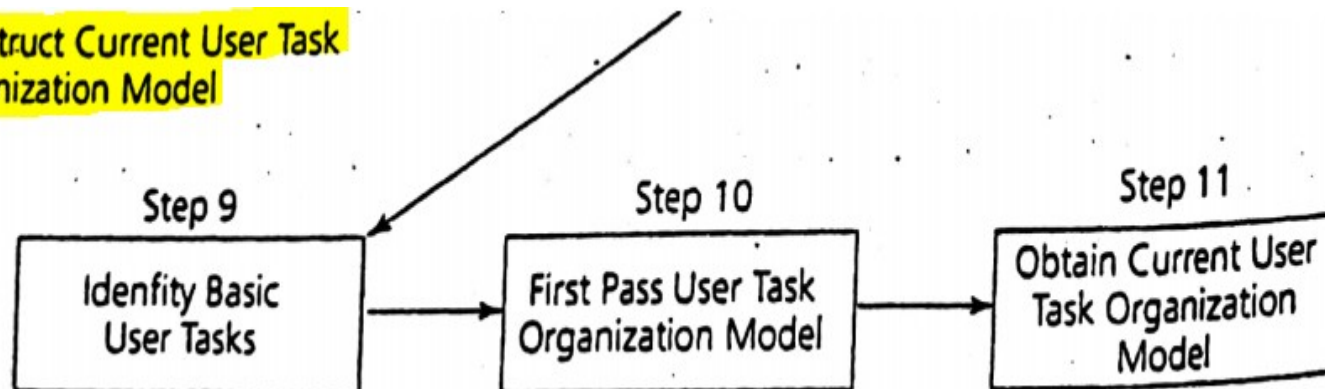 truct Current User Task
nization Model
Step 9
Step 10
Step 11
Idenfity Basic
User Tasks
First Pass User Task
Organization Model
Obtain Current User
Task Organization
Model